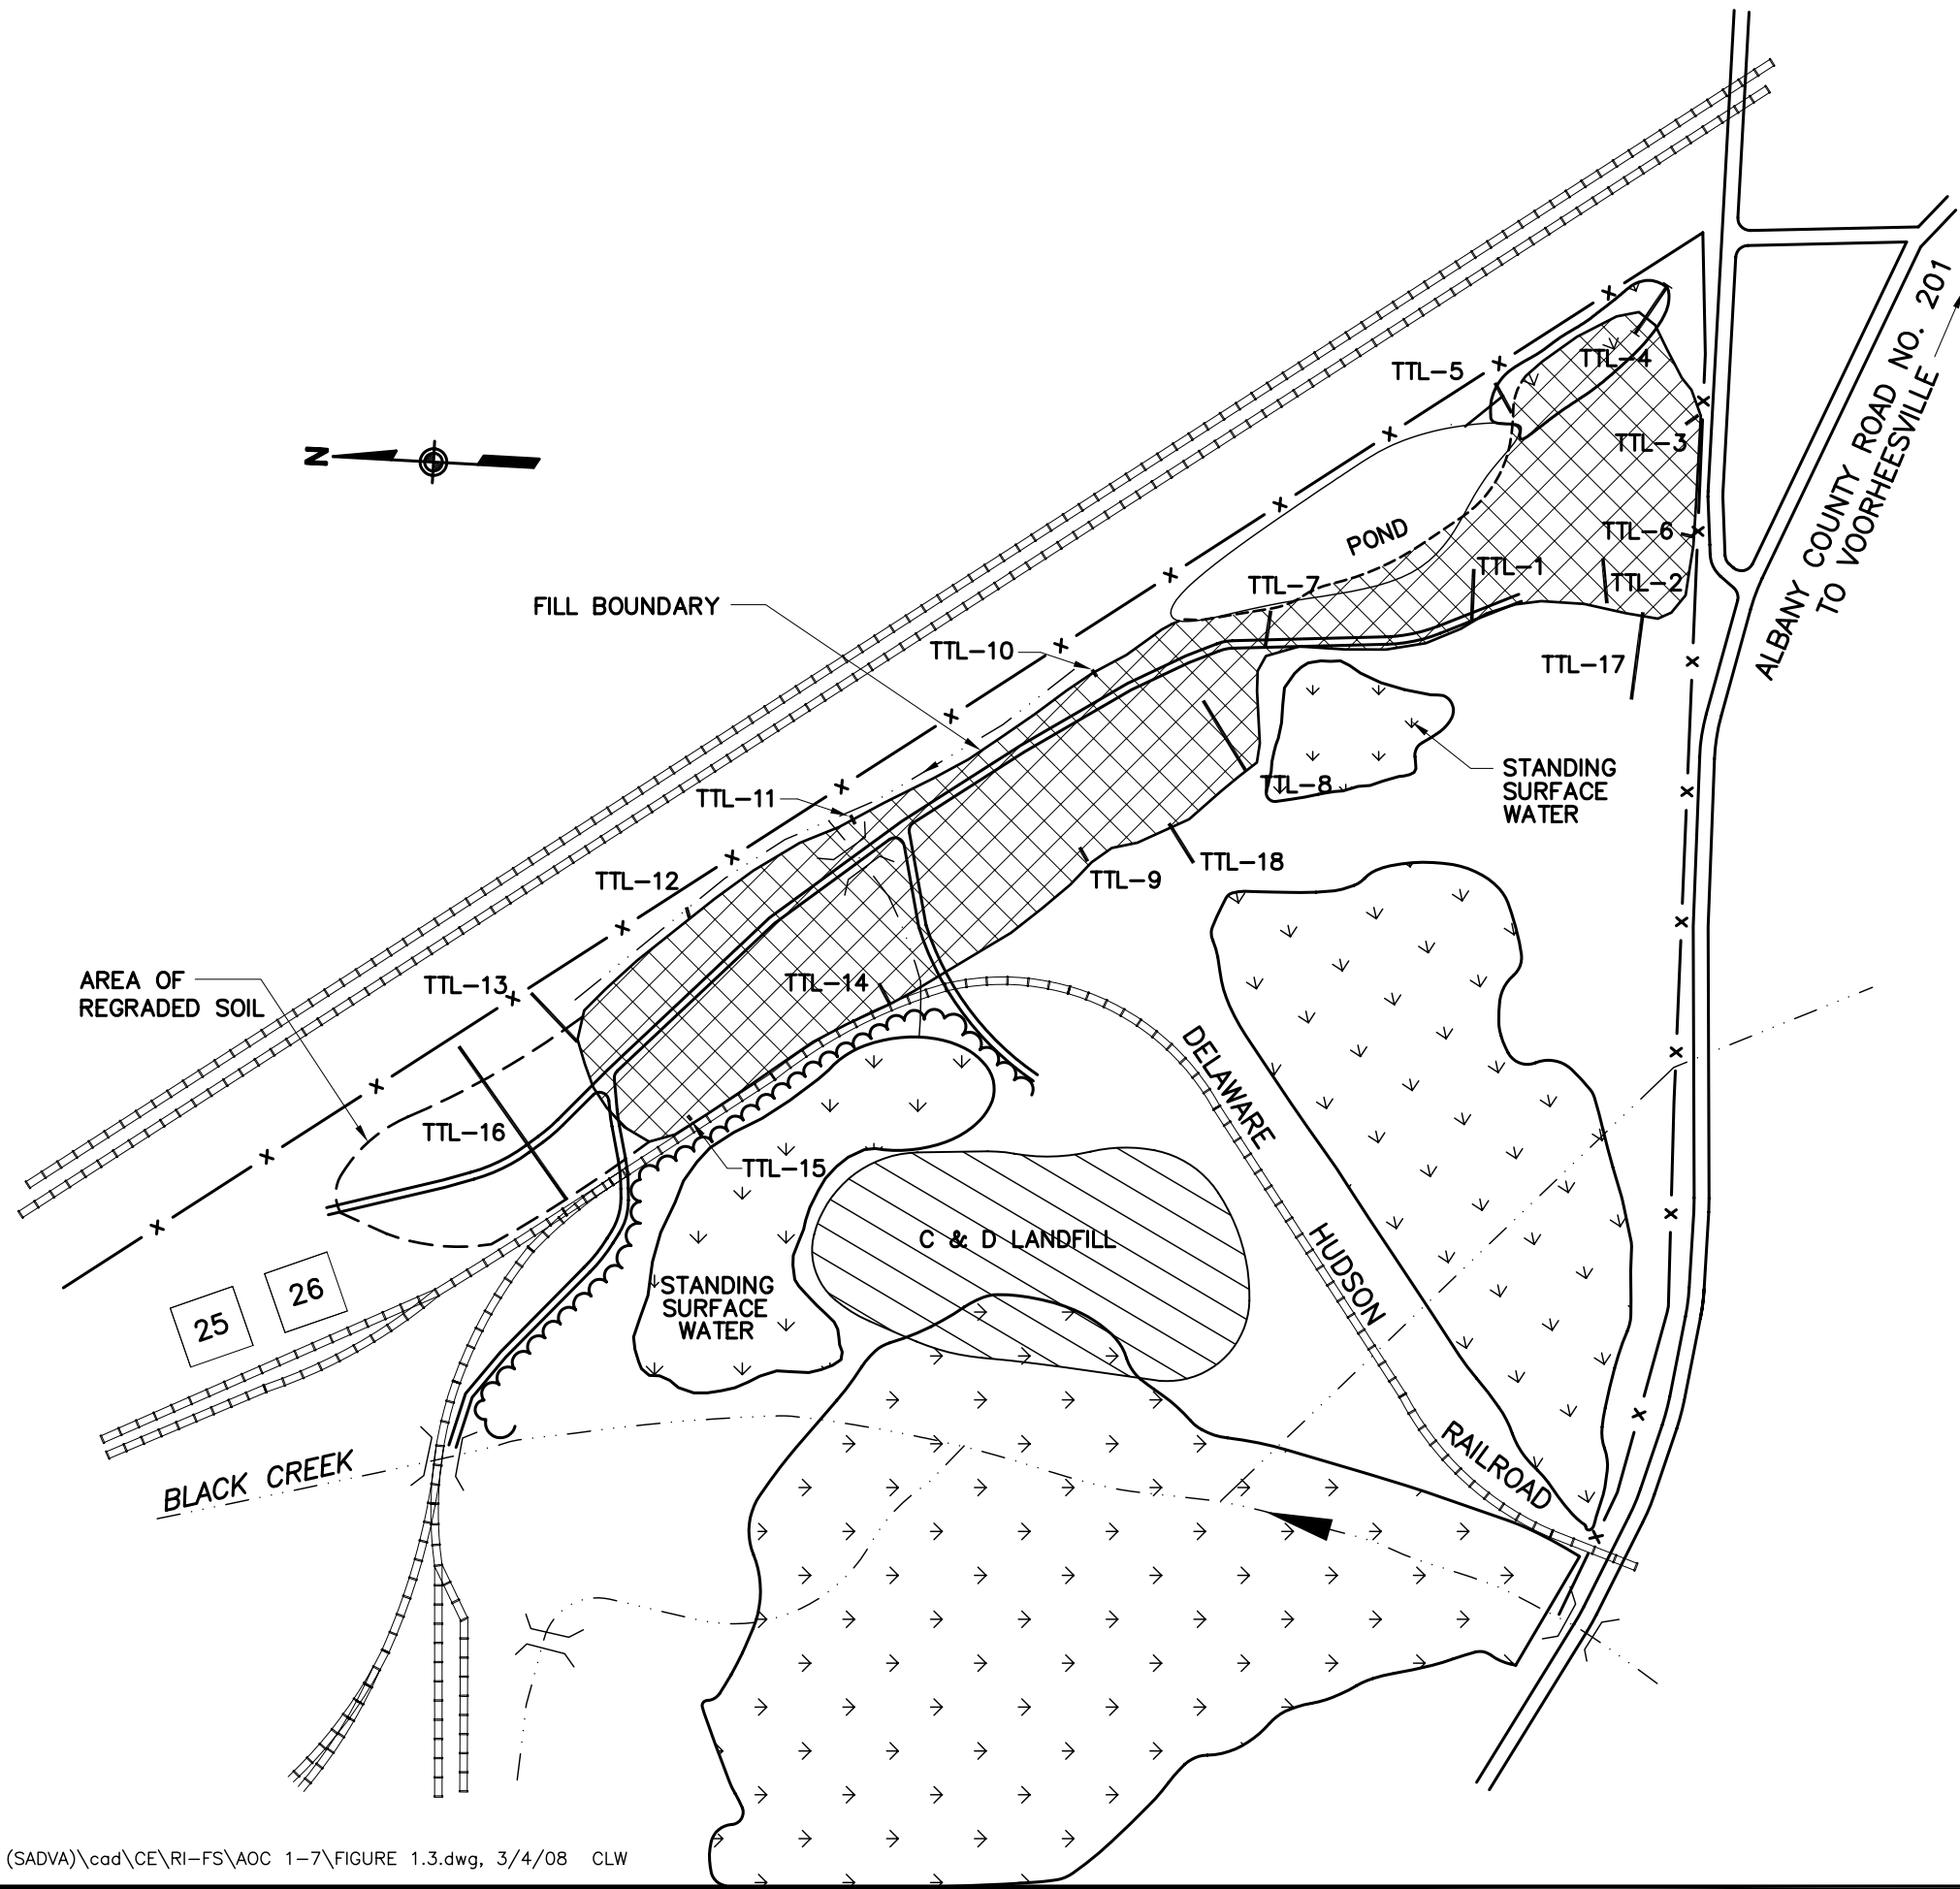 ALBANY COUNTY ROAD NO. 201
TO VOORHEESVILLE
TTL-5
TTL-4
TTL-3
N
TTL-6
POND
TTL-1
TTL-7
TTL-2
FILL BOUNDARY
TTL-10
TTL-17
STANDING
SURFACE
WATER
TTL-8
TTL-11
TTL-18
TTL-12
TTL-9
AREA OF
REGRADED SOIL
TTL-13
TTL-14
DELAWARE
HUDSON
RAILROAD
TTL-16
TTL-15
C & D LANDFILL
STANDING
SURFACE
WATER
26
25
BLACK CREEK
(SADVA)\cad\CE\RI-FS\AOC 1-7\FIGURE 1.3.dwg, 3/4/08 CLW